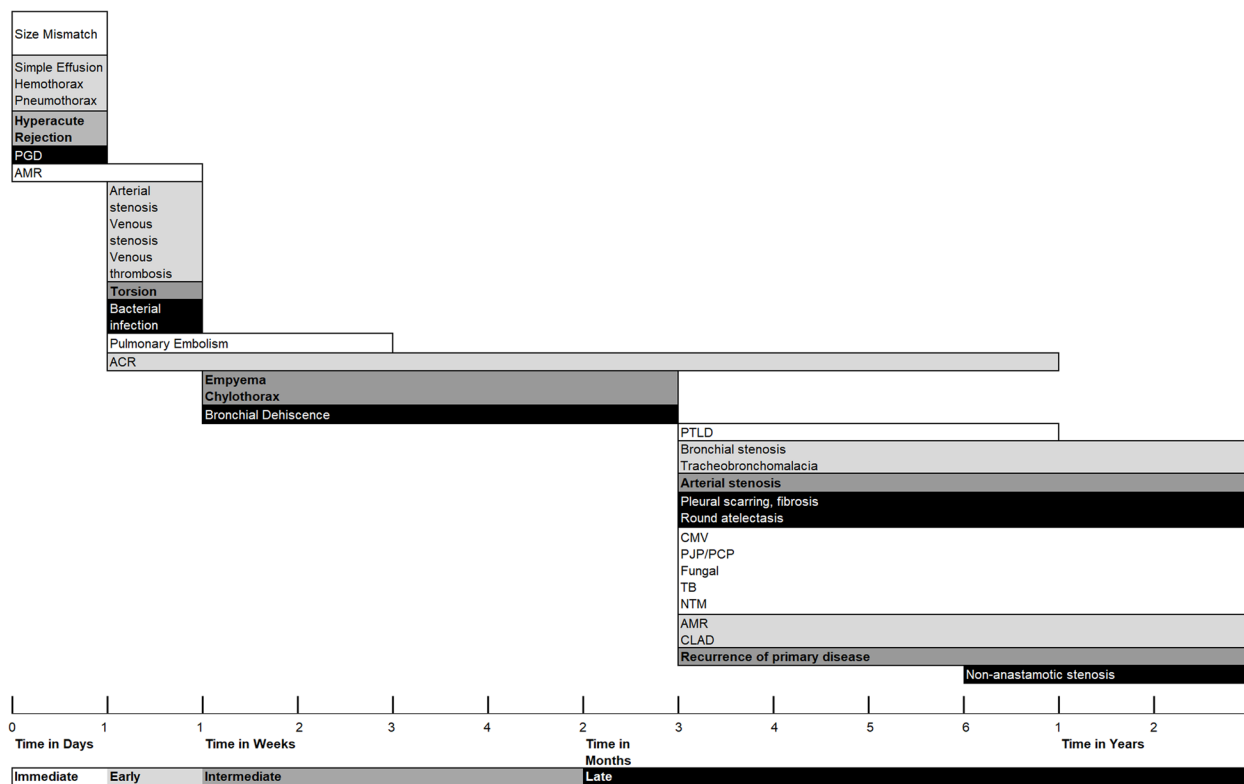 Size Mismatch
Simple Effusion
Hemothorax
Pneumothorax
Hyperacute
Rejection
PGD
AMR
Arterial
stenosis
Venous
stenosis
Venous
thrombosis
Torsion
Bacterial
infection
Pulmonary Embolism
ACR
Empyema
Chylothorax
Bronchial Dehiscence
PTLD
Bronchial stenosis
Tracheobronchomalacia
Arterial stenosis
Pleural scarring, fibrosis
Round atelectasis
CMV
PJP/PCP
Fungal
TB
NTM
AMR
CLAD
Recurrence of primary disease
Non-anastamotic stenosis
0 1 1 2 3 4 2 3 4 5 6 1 2
Time in Days Time in Weeks Time in Time in Years
Months
Immediate Early Intermediate Late